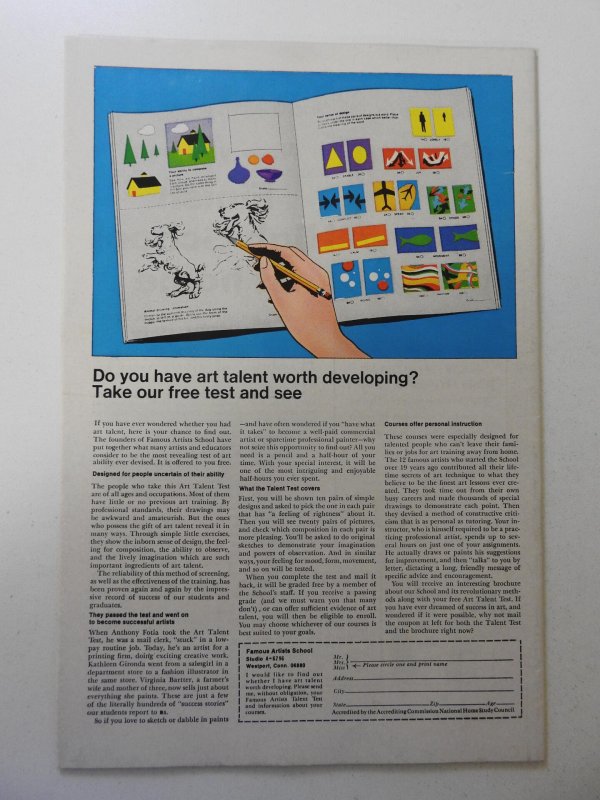 Your sense of design
Your ability to compose
a picture
Do you have art talent worth developing?
Take our free test and see
If you have ever wondered whether you had
art talent, here is your chance to find out.
The founders of Famous Artists School have
put together what many artists and educators
consider to be the most revealing test of art
ability ever devised. It is offered to you free.
Designed for people uncertain of their ability
The people who take this Art Talent Test
are of all ages and occupations. Most of them
have little or no previous art training. By
professional standards, their drawings may
be awkward and amateurish. But the ones
who possess the gift of art talent reveal it in
many ways. Through simple little exercises,
they show the inborn sense of design, the feel-
ing for composition, the ability to observe,
and the lively imagination which are such
important ingredients of art talent.
The reliability of this method of screening,
as well as the effectiveness of the training, has
been proven again and again by the impres-
sive record of success of our students and
graduates.
They passed the test and went on
to become successful artists
When Anthony Fotia took the Art Talent
Test, he was a mail clerk, "stuck" in a low-
pay routine job. Today, he's an artist for a
printing firm, doing exciting creative work.
Kathleen Gironda went from a salesgirl in a
department store to a fashion illustrator in
the same store. Virginia Bartter, a farmer's
wife and mother of three, now sells just about
everything she paints. These are just a few
of the literally hundreds of "success stories"
our students report to us.
So if you love to sketch or dabble in paints
—and have often wondered if you "have what
it takes" to become a well-paid commercial
artist or sparetime professional painter—why
not seize this opportunity to find out? All you
need is a pencil and a half-hour of your
time. With your special interest, it will be
one of the most intriguing and enjoyable
half-hours you ever spent.
What the Talent Test covers
First, you will be shown ten pairs of simple
designs and asked to pick the one in each pair
that has "a feeling of rightness" about it.
Then you will see twenty pairs of pictures,
and check which composition in each pair is
more pleasing. You'll be asked to do original
sketches to demonstrate your imagination
and powers of observation. And in similar
ways, your feeling for mood, form, movement,
and so on will be tested.
When you complete the test and mail it
back, it will be graded free by a member of
the School's staff. If you receive a passing
grade (and we must warn you that many
don't), or can offer sufficient evidence of art
talent, you will then be eligible to enroll.
You may choose whichever of our courses is
best suited to your goals.
Courses offer personal instruction
These courses were especially designed for
talented people who can't leave their fami-
lies or jobs for art training away from home.
The 12 famous artists who started the School
over 19 years ago contributed all their life-
time secrets of art technique to what they
believe to be the finest art lessons ever cre-
ated. They took time out from their own
busy careers and made thousands of special
drawings to demonstrate each point. Then
they devised a method of constructive criti-
cism that is as personal as tutoring. Your in-
structor, who is himself required to be a prac-
ticing professional artist, spends up to sev-
eral hours on just one of your assignments.
He actually draws or paints his suggestions
for improvement, and then "talks" to you by
letter, dictating a long, friendly message of
specific advice and encouragement.
You will receive an interesting brochure
about our School and its revolutionary meth-
ods along with your free Art Talent Test. If
you have ever dreamed of success in art, and
wondered if it were possible, why not mail
the coupon at left for both the Talent Test
and the brochure right now?
Famous Artists School
Studio 4-6796
Westport, Conn. 06880
I would like to find out
whether I have art talent
worth developing. Please send
me, without obligation, your
Famous Artists Talent Test
and information about your
courses.
Mr.
Mrs.
Miss
Please circle one and print name
Address
City
State Zip Age
Accredited by the Accrediting Commission National Home Study Council.